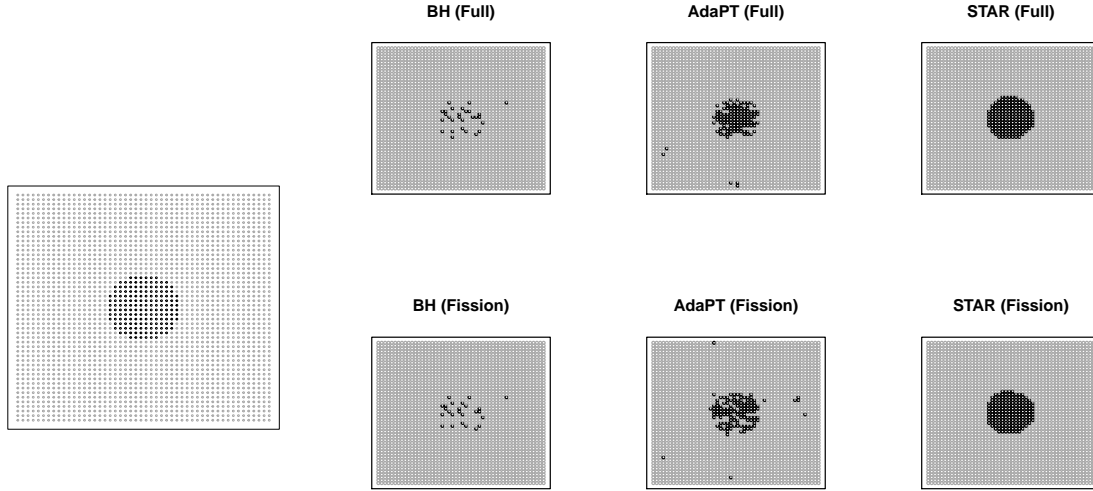 BH (Full)
AdaPT (Full)
STAR (Full)
BH (Fission)
AdaPT (Fission)
STAR (Fission)